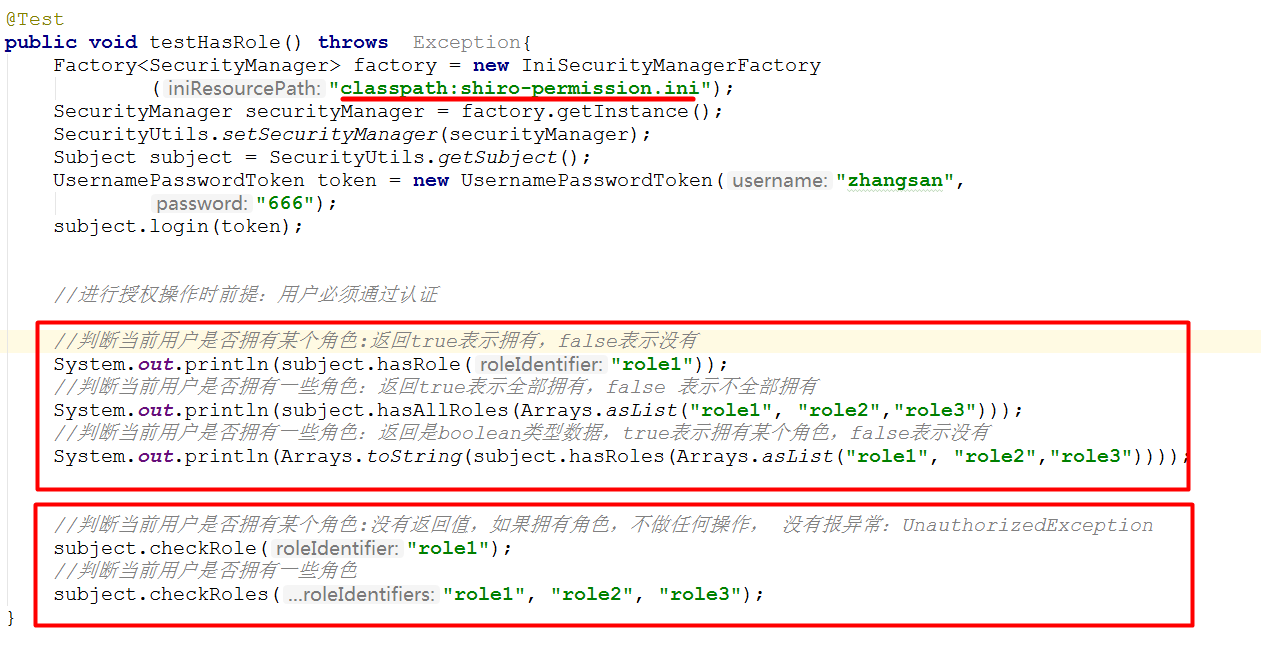 @Test
public void testHasRole() throws  Exception{
    Factory<SecurityManager> factory = new IniSecurityManagerFactory
            ( iniResourcePath: "classpath:shiro-permission.ini");
    SecurityManager securityManager = factory.getInstance();
    SecurityUtils.setSecurityManager(securityManager);
    Subject subject = SecurityUtils.getSubject();
    UsernamePasswordToken token = new UsernamePasswordToken( username: "zhangsan",
            password: "666");
    subject.login(token);
    //进行授权操作时前提：用户必须通过认证
    //判断当前用户是否拥有某个角色:返回true表示拥有，false表示没有
    System.out.println(subject.hasRole( roleIdentifier: "role1"));
    //判断当前用户是否拥有一些角色：返回true表示全部拥有，false 表示不全部拥有
    System.out.println(subject.hasAllRoles(Arrays.asList("role1", "role2","role3")));
    //判断当前用户是否拥有一些角色：返回是boolean类型数据，true表示拥有某个角色，false表示没有
    System.out.println(Arrays.toString(subject.hasRoles(Arrays.asList("role1", "role2","role3"))));
    //判断当前用户是否拥有某个角色:没有返回值，如果拥有角色，不做任何操作， 没有报异常：UnauthorizedException
    subject.checkRole( roleIdentifier: "role1");
    //判断当前用户是否拥有一些角色
    subject.checkRoles( ...roleIdentifiers: "role1", "role2", "role3");
}